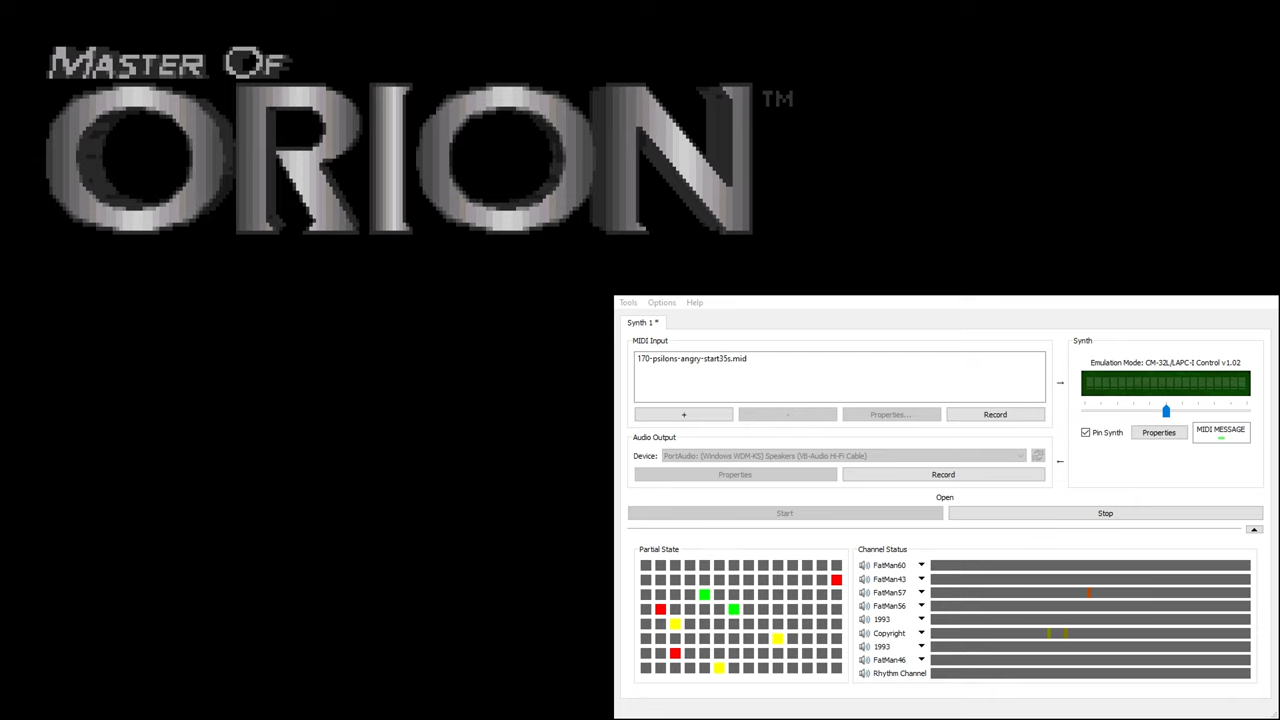 MASTER OF
ORION™
Tools Options Help
Synth 1 *
MIDI Input
170-psilons-angry-start35s.mid
+ - Properties... Record
Synth
Emulation Mode: CM-32L/LAPC-I Control v1.02
Pin Synth Properties MIDI MESSAGE
Audio Output
Device: PortAudio: (Windows WDM-KS) Speakers (VB-Audio Hi-Fi Cable)
Properties Record
Open
Start Stop
Partial State
Channel Status
FatMan60
FatMan43
FatMan57
FatMan56
1993
Copyright
1993
FatMan46
Rhythm Channel